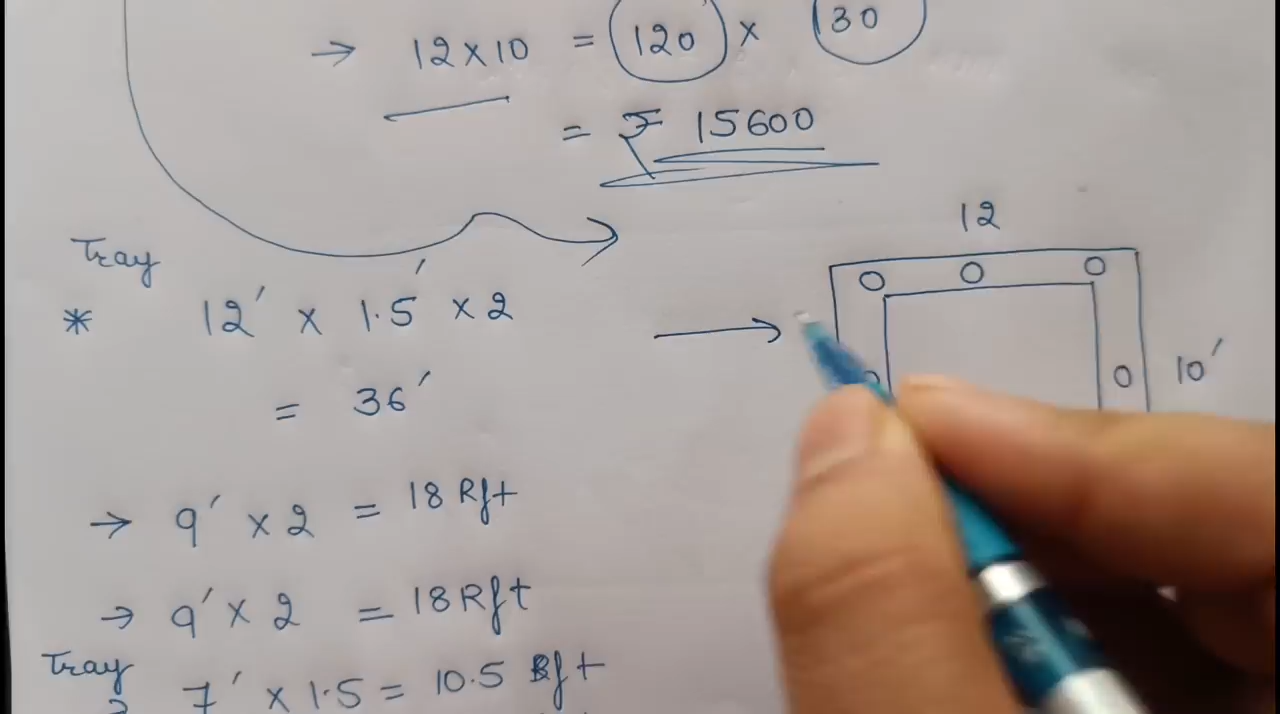 → 12 x 10 = 120 x 130
= ₹ 15600
Tray
* 12' x 1.5' x 2
= 36'
→ 9' x 2 = 18 Rft
→ 9' x 2 = 18 Rft
Tray
7' x 1.5 = 10.5 Rft
12
10'